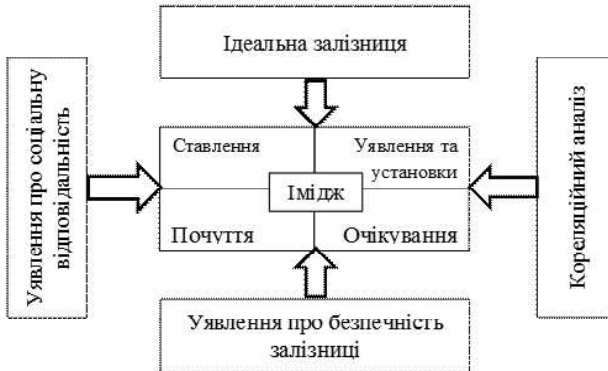 Ідеальна залізниця
Уявлення про соціальну
відповідальність
Ставлення
Уявлення та
установки
Імідж
Почуття
Очікування
Кореляційний аналіз
Уявлення про безпечність
залізниці